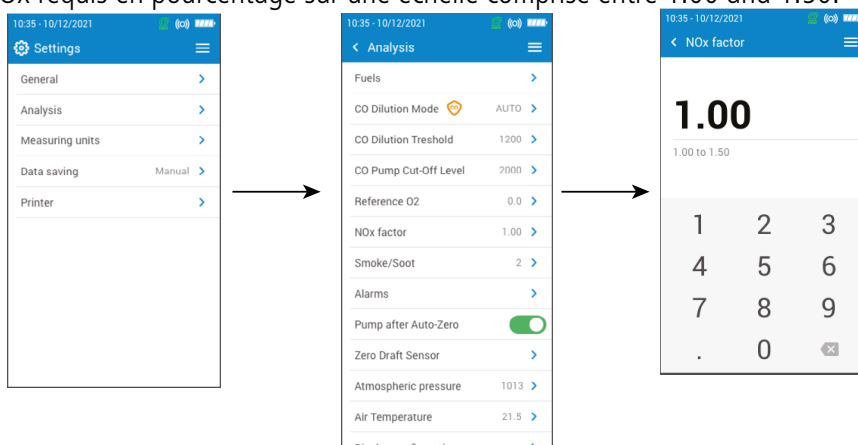 Ox requis en pourcentage sur une échelle comprise entre 1.00 and 1.50.
10:35 - 10/12/2021
Settings
General
Analysis
Measuring units
Data saving Manual
Printer
10:35 - 10/12/2021
Analysis
Fuels
CO Dilution Mode CO AUTO
CO Dilution Treshold 1200
CO Pump Cut-Off Level 2000
Reference O2 0.0
NOx factor 1.00
Smoke/Soot 2
Alarms
Pump after Auto-Zero
Zero Draft Sensor
Atmospheric pressure 1013
Air Temperature 21.5
10:35 - 10/12/2021
NOx factor
1.00
1.00 to 1.50
1 2 3
4 5 6
7 8 9
. 0